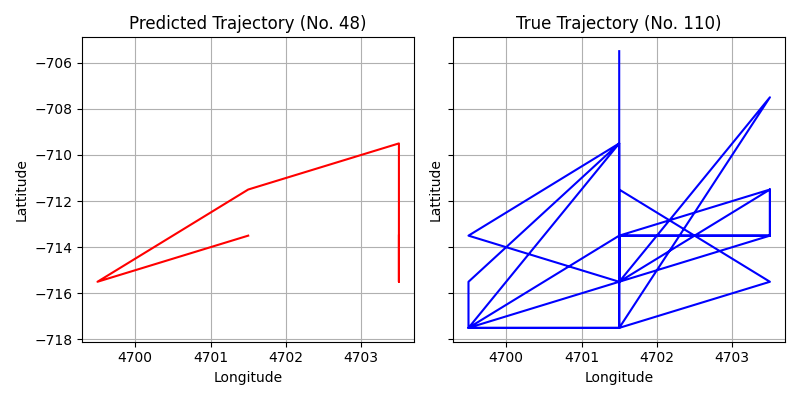 Predicted Trajectory (No. 48)
True Trajectory (No. 110)
Lattitude
−706
−708
−710
−712
−714
−716
−718
4700
4701
4702
4703
Longitude
Lattitude
4700
4701
4702
4703
Longitude